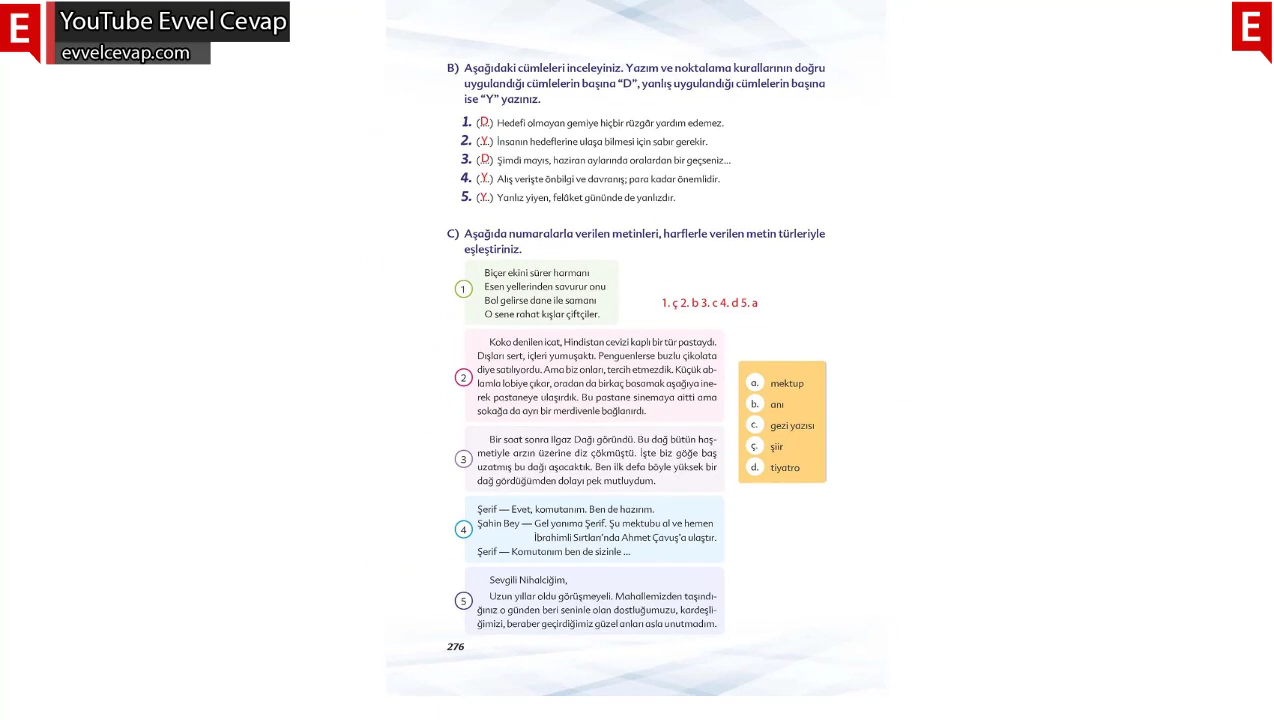 E
YouTube Evvel Cevap
evvelcevap.com
E
B) Aşağıdaki cümleleri inceleyiniz. Yazım ve noktalama kurallarının doğru
uygulandığı cümlelerin başına “D”, yanlış uygulandığı cümlelerin başına
ise “Y” yazınız.
1. (D) Hedefi olmayan gemiye hiçbir rüzgâr yardım edemez.
2. (Y) İnsanın hedeflerine ulaşa bilmesi için sabır gerekir.
3. (D) Şimdi mayıs, haziran aylarında oralardan bir geçseniz...
4. (Y) Alış verişte önbilgi ve davranış; para kadar önemlidir.
5. (Y) Yanlız yiyen, felâket gününde de yanlızdır.
C) Aşağıda numaralarla verilen metinleri, harflerle verilen metin türleriyle
eşleştiriniz.
1
Biçer ekini sürer harmanı
Esen yellerinden savurur onu
Bol gelirse dane ile samanı
O sene rahat kışlar çiftçiler.
1. ç 2. b 3. c 4. d 5. a
2
Koko denilen icat, Hindistan cevizi kaplı bir tür pastaydı.
Dışları sert, içleri yumuşaktı. Penguenlerse buzlu çikolata
diye satılıyordu. Ama biz onları, tercih etmezdik. Küçük ab-
lamla lobiye çıkar, oradan da birkaç basamak aşağıya ine-
rek pastaneye ulaşırdık. Bu pastane sinemaya aitti ama
sokağa da ayrı bir merdivenle bağlanırdı.
3
Bir saat sonra Ilgaz Dağı göründü. Bu dağ bütün haş-
metiyle arzın üzerine diz çökmüştü. İşte biz göğe baş
uzatmış bu dağı aşacaktık. Ben ilk defa böyle yüksek bir
dağ gördüğümden dolayı pek mutluydum.
4
Şerif — Evet, komutanım. Ben de hazırım.
Şahin Bey — Gel yanıma Şerif. Şu mektubu al ve hemen
İbrahimli Sırtları’nda Ahmet Çavuş’a ulaştır.
Şerif — Komutanım ben de sizinle ...
5
Sevgili Nihalciğim,
Uzun yıllar oldu görüşmeyeli. Mahallemizden taşındı-
ğınız o günden beri seninle olan dostluğumuzu, kardeşli-
ğimizi, beraber geçirdiğimiz güzel anları asla unutmadım.
a. mektup
b. anı
c. gezi yazısı
ç. şiir
d. tiyatro
276